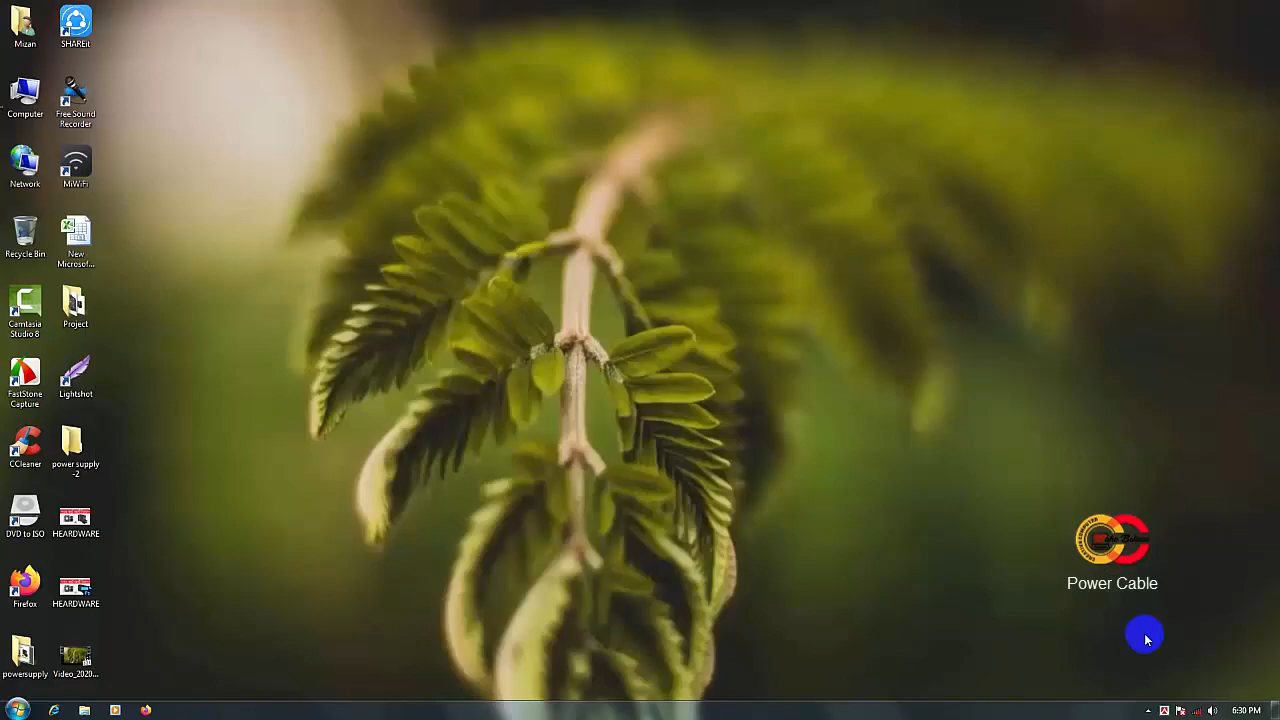 Mizan
SHAREit
Computer
Free Sound
Recorder
Network
MiWiFi
Recycle Bin
New
Microsof...
Camtasia
Studio 8
Project
FastStone
Capture
Lightshot
CCleaner
power supply
-2
DVD to ISO
HEARDWARE
Firefox
HEARDWARE
powersupply
Video_2020...
Power Cable
6:30 PM